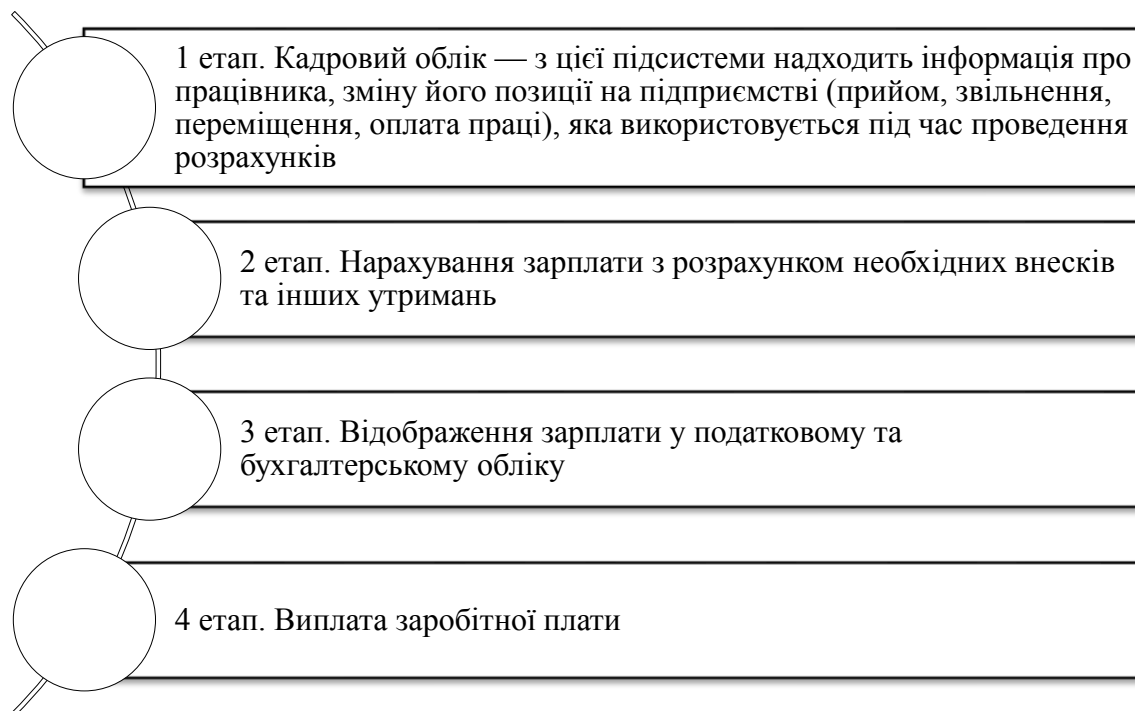 1 етап. Кадровий облік — з цієї підсистеми надходить інформація про
працівника, зміну його позиції на підприємстві (прийом, звільнення,
переміщення, оплата праці), яка використовується під час проведення
розрахунків
2 етап. Нарахування зарплати з розрахунком необхідних внесків
та інших утримань
3 етап. Відображення зарплати у податковому та
бухгалтерському обліку
4 етап. Виплата заробітної плати